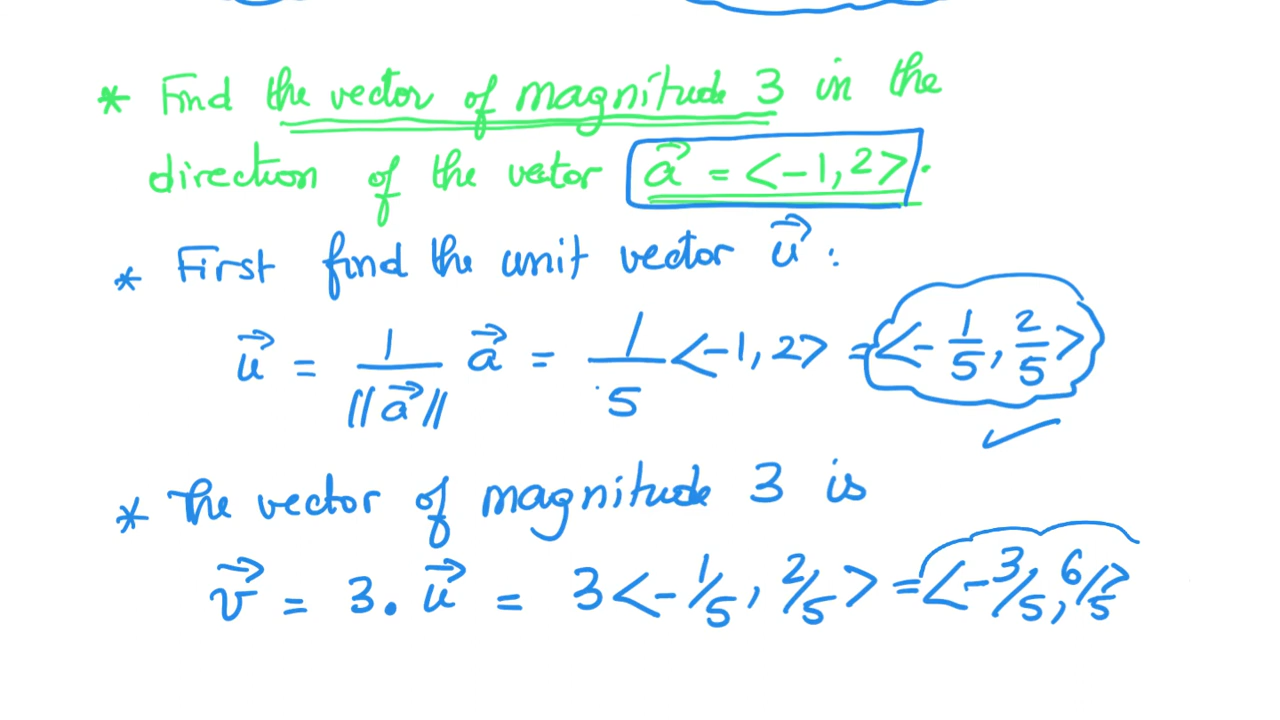 * Find the vector of magnitude 3 in the
direction of the vector a⃗ = <-1, 2>.
* First find the unit vector u⃗ :
u⃗ = 1/||a⃗|| a⃗ = 1/5 <-1, 2> = <-1/5, 2/5> ✓
* The vector of magnitude 3 is
v⃗ = 3. u⃗ = 3<-1/5, 2/5> = <-3/5, 6/5>